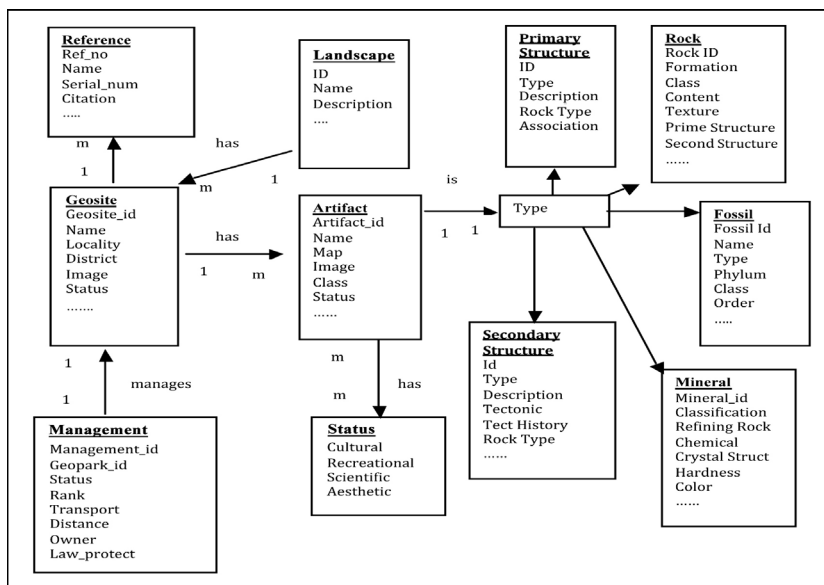 Reference
Ref_no
Name
Serial_num
Citation
.....
Landscape
ID
Name
Description
....
Primary
Structure
ID
Type
Description
Rock Type
Association
Rock
Rock ID
Formation
Class
Content
Texture
Prime Structure
Second Structure
......
m
1
has
m
1
Geosite
Geosite_id
Name
Locality
District
Image
Status
.......
has
1
m
Artifact
Artifact_id
Name
Map
Image
Class
Status
......
is
1
1
Type
Fossil
Fossil Id
Name
Type
Phylum
Class
Order
.....
1
manages
1
m
has
m
Secondary
Structure
Id
Type
Description
Tectonic
Tect History
Rock Type
......
Mineral
Mineral_id
Classification
Refining Rock
Chemical
Crystal Struct
Hardness
Color
......
Management
Management_id
Geopark_id
Status
Rank
Transport
Distance
Owner
Law_protect
Status
Cultural
Recreational
Scientific
Aesthetic